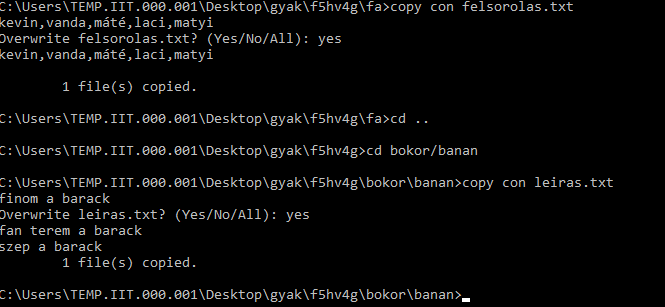 C:\Users\TEMP.IIT.000.001\Desktop\gyak\f5hv4g\fa>copy con felsorolas.txt
kevin,vanda,máté,laci,matyi
Overwrite felsorolas.txt? (Yes/No/All): yes
kevin,vanda,máté,laci,matyi
1 file(s) copied.
C:\Users\TEMP.IIT.000.001\Desktop\gyak\f5hv4g\fa>cd ..
C:\Users\TEMP.IIT.000.001\Desktop\gyak\f5hv4g>cd bokor/banan
C:\Users\TEMP.IIT.000.001\Desktop\gyak\f5hv4g\bokor\banan>copy con leiras.txt
finom a barack
Overwrite leiras.txt? (Yes/No/All): yes
fan terem a barack
szep a barack
1 file(s) copied.
C:\Users\TEMP.IIT.000.001\Desktop\gyak\f5hv4g\bokor\banan>